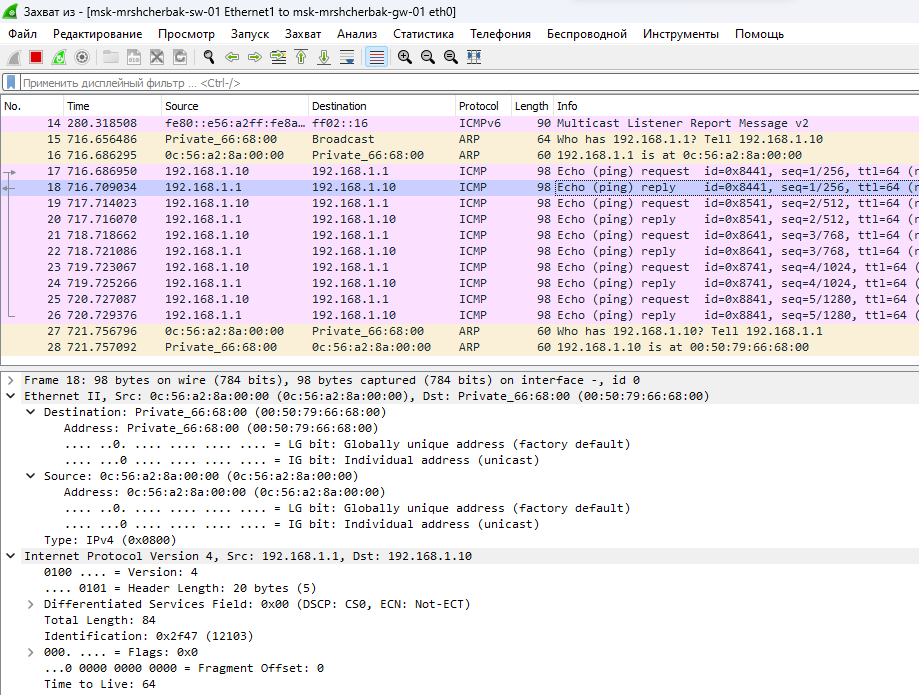 Захват из - [msk-mrshcherbak-sw-01 Ethernet1 to msk-mrshcherbak-gw-01 eth0]
Файл Редактирование Просмотр Запуск Захват Анализ Статистика Телефония Беспроводной Инструменты Помощь
Применить дисплейный фильтр ... <Ctrl-/>
No. Time Source Destination Protocol Length Info
14 280.318508 fe80::e56:a2ff:fe8a… ff02::16 ICMPv6 90 Multicast Listener Report Message v2
15 716.656486 Private_66:68:00 Broadcast ARP 64 Who has 192.168.1.1? Tell 192.168.1.10
16 716.686295 0c:56:a2:8a:00:00 Private_66:68:00 ARP 60 192.168.1.1 is at 0c:56:a2:8a:00:00
17 716.686950 192.168.1.10 192.168.1.1 ICMP 98 Echo (ping) request id=0x8441, seq=1/256, ttl=64 (r
18 716.709034 192.168.1.1 192.168.1.10 ICMP 98 Echo (ping) reply id=0x8441, seq=1/256, ttl=64 (r
19 717.714023 192.168.1.10 192.168.1.1 ICMP 98 Echo (ping) request id=0x8541, seq=2/512, ttl=64 (r
20 717.716070 192.168.1.1 192.168.1.10 ICMP 98 Echo (ping) reply id=0x8541, seq=2/512, ttl=64 (r
21 718.718662 192.168.1.10 192.168.1.1 ICMP 98 Echo (ping) request id=0x8641, seq=3/768, ttl=64 (r
22 718.721086 192.168.1.1 192.168.1.10 ICMP 98 Echo (ping) reply id=0x8641, seq=3/768, ttl=64 (r
23 719.723067 192.168.1.10 192.168.1.1 ICMP 98 Echo (ping) request id=0x8741, seq=4/1024, ttl=64 (
24 719.725266 192.168.1.1 192.168.1.10 ICMP 98 Echo (ping) reply id=0x8741, seq=4/1024, ttl=64 (
25 720.727087 192.168.1.10 192.168.1.1 ICMP 98 Echo (ping) request id=0x8841, seq=5/1280, ttl=64 (
26 720.729376 192.168.1.1 192.168.1.10 ICMP 98 Echo (ping) reply id=0x8841, seq=5/1280, ttl=64 (
27 721.756796 0c:56:a2:8a:00:00 Private_66:68:00 ARP 60 Who has 192.168.1.10? Tell 192.168.1.1
28 721.757092 Private_66:68:00 0c:56:a2:8a:00:00 ARP 60 192.168.1.10 is at 00:50:79:66:68:00
Frame 18: 98 bytes on wire (784 bits), 98 bytes captured (784 bits) on interface -, id 0
Ethernet II, Src: 0c:56:a2:8a:00:00 (0c:56:a2:8a:00:00), Dst: Private_66:68:00 (00:50:79:66:68:00)
Destination: Private_66:68:00 (00:50:79:66:68:00)
Address: Private_66:68:00 (00:50:79:66:68:00)
.... ..0. .... .... .... .... = LG bit: Globally unique address (factory default)
.... ...0 .... .... .... .... = IG bit: Individual address (unicast)
Source: 0c:56:a2:8a:00:00 (0c:56:a2:8a:00:00)
Address: 0c:56:a2:8a:00:00 (0c:56:a2:8a:00:00)
.... ..0. .... .... .... .... = LG bit: Globally unique address (factory default)
.... ...0 .... .... .... .... = IG bit: Individual address (unicast)
Type: IPv4 (0x0800)
Internet Protocol Version 4, Src: 192.168.1.1, Dst: 192.168.1.10
0100 .... = Version: 4
.... 0101 = Header Length: 20 bytes (5)
Differentiated Services Field: 0x00 (DSCP: CS0, ECN: Not-ECT)
Total Length: 84
Identification: 0x2f47 (12103)
000. .... = Flags: 0x0
...0 0000 0000 0000 = Fragment Offset: 0
Time to Live: 64